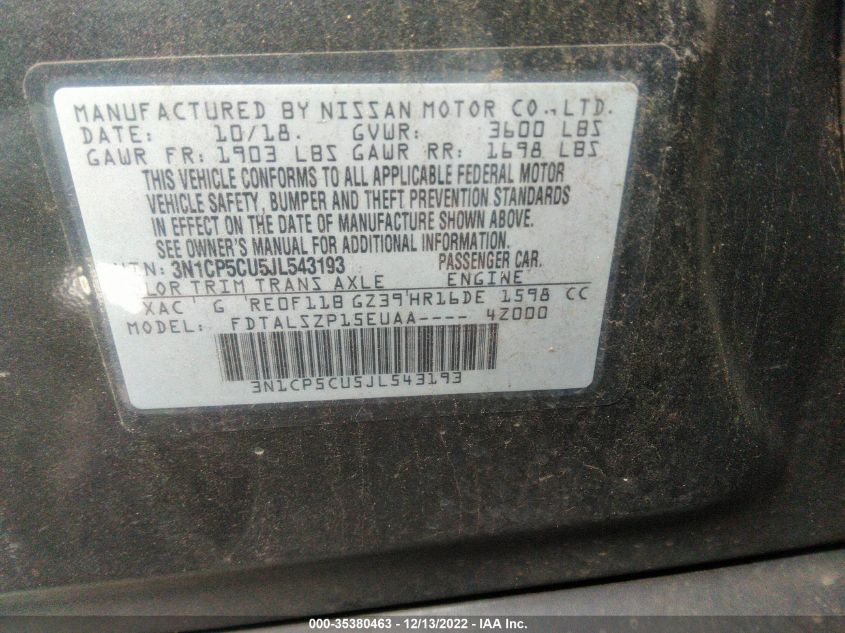 MANUFACTURED BY NISSAN MOTOR CO.,LTD.
DATE: 10/18. GVWR: 3600 LBS
GAWR FR: 1903 LBS GAWR RR: 1698 LBS
THIS VEHICLE CONFORMS TO ALL APPLICABLE FEDERAL MOTOR
VEHICLE SAFETY, BUMPER AND THEFT PREVENTION STANDARDS
IN EFFECT ON THE DATE OF MANUFACTURE SHOWN ABOVE.
SEE OWNER'S MANUAL FOR ADDITIONAL INFORMATION.
3N1CP5CU5JL543193 PASSENGER CAR.
LOR TRIM TRANS AXLE ENGINE
XAC G RE0F11B GZ39 HR16DE 1598 CC
MODEL: FDTALSZP15EUAA---- 4Z000
3N1CP5CU5JL543193
000-35380463 - 12/13/2022 - IAA Inc.